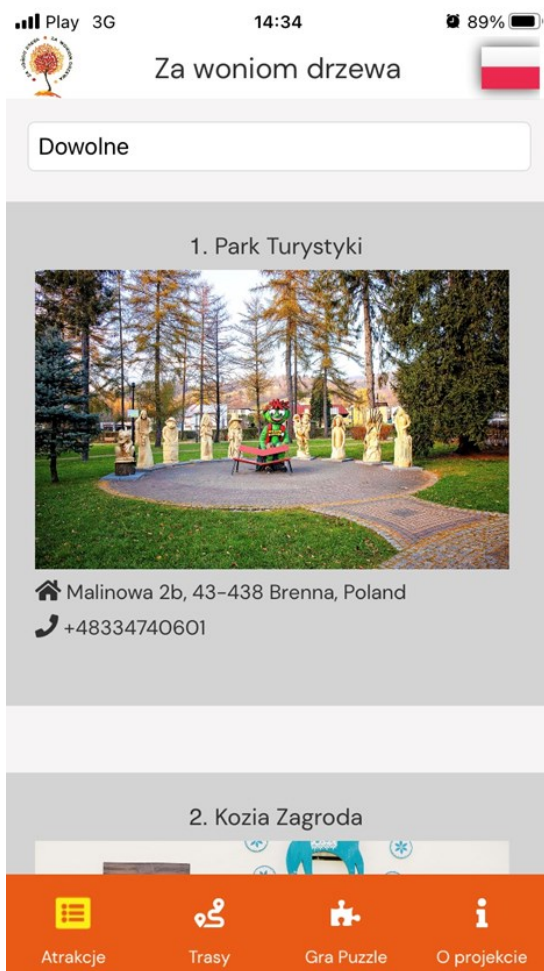 Play 3G 14:34 89%
Za woniom drzewa
Dowolne
1. Park Turystyki
Malinowa 2b, 43-438 Brenna, Poland
+48334740601
2. Kozia Zagroda
Atrakcje Trasy Gra Puzzle O projekcie